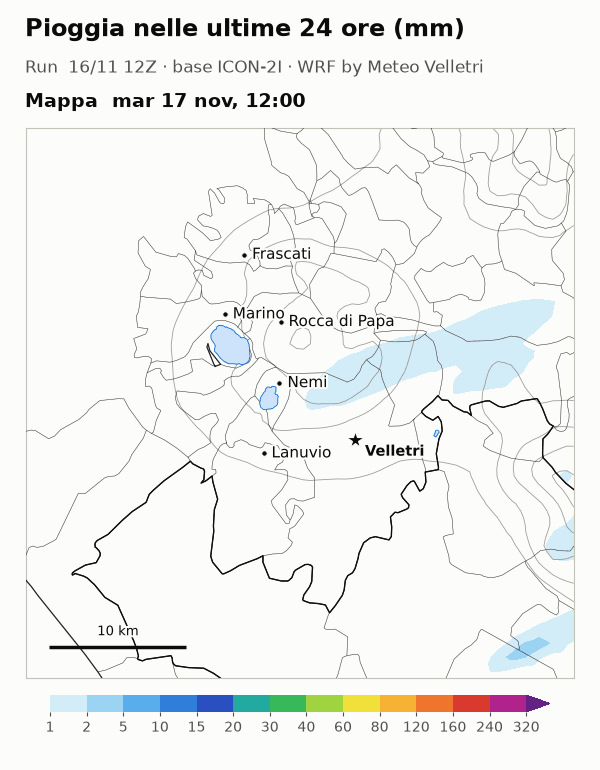 Pioggia nelle ultime 24 ore (mm)
Run 16/11 12Z · base ICON-2I · WRF by Meteo Velletri
Mappa mar 17 nov, 12:00
Frascati
Marino
Rocca di Papa
Nemi
Velletri
Lanuvio
10 km
1 2 5 10 15 20 30 40 60 80 120 160 240 320